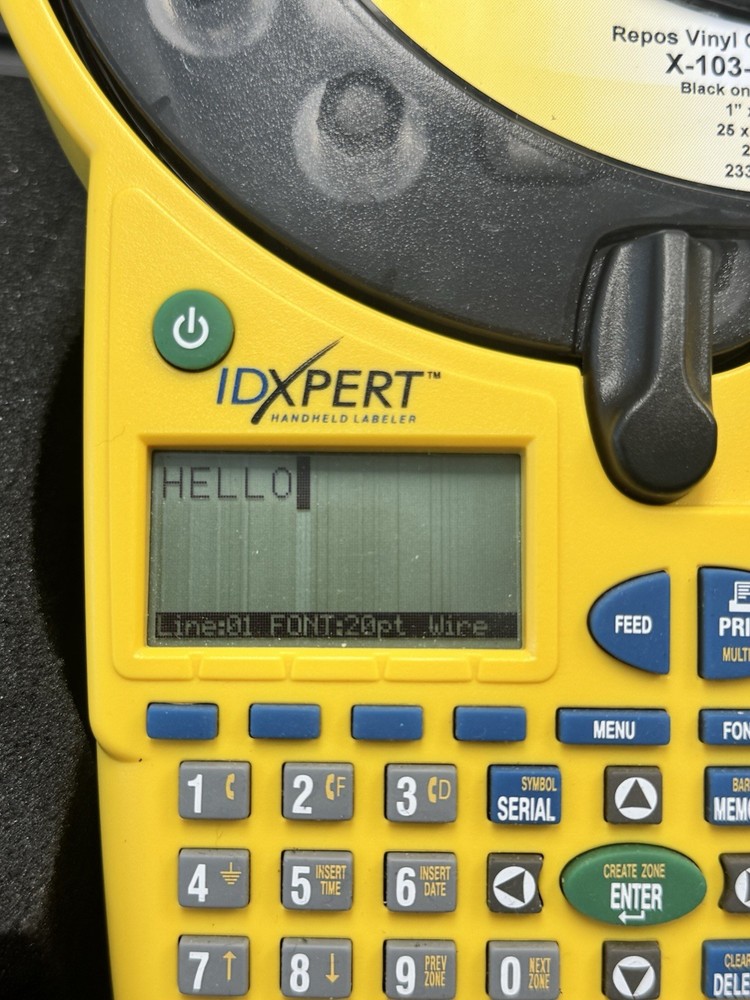 Repos Vinyl
X-103-
Black on
1" x
25 x
2
233
IDXPERT™
HANDHELD LABELER
HELLO
Line:01 FONT:20pt Wire
FEED
PRI
MULTI
MENU
FON
1
2 F
3 D
SYMBOL
SERIAL
BAR
MEMO
4
5 INSERT TIME
6 INSERT DATE
CREATE ZONE
ENTER
7 ↑
8 ↓
9 PREV ZONE
0 NEXT ZONE
CLEAR
DELE